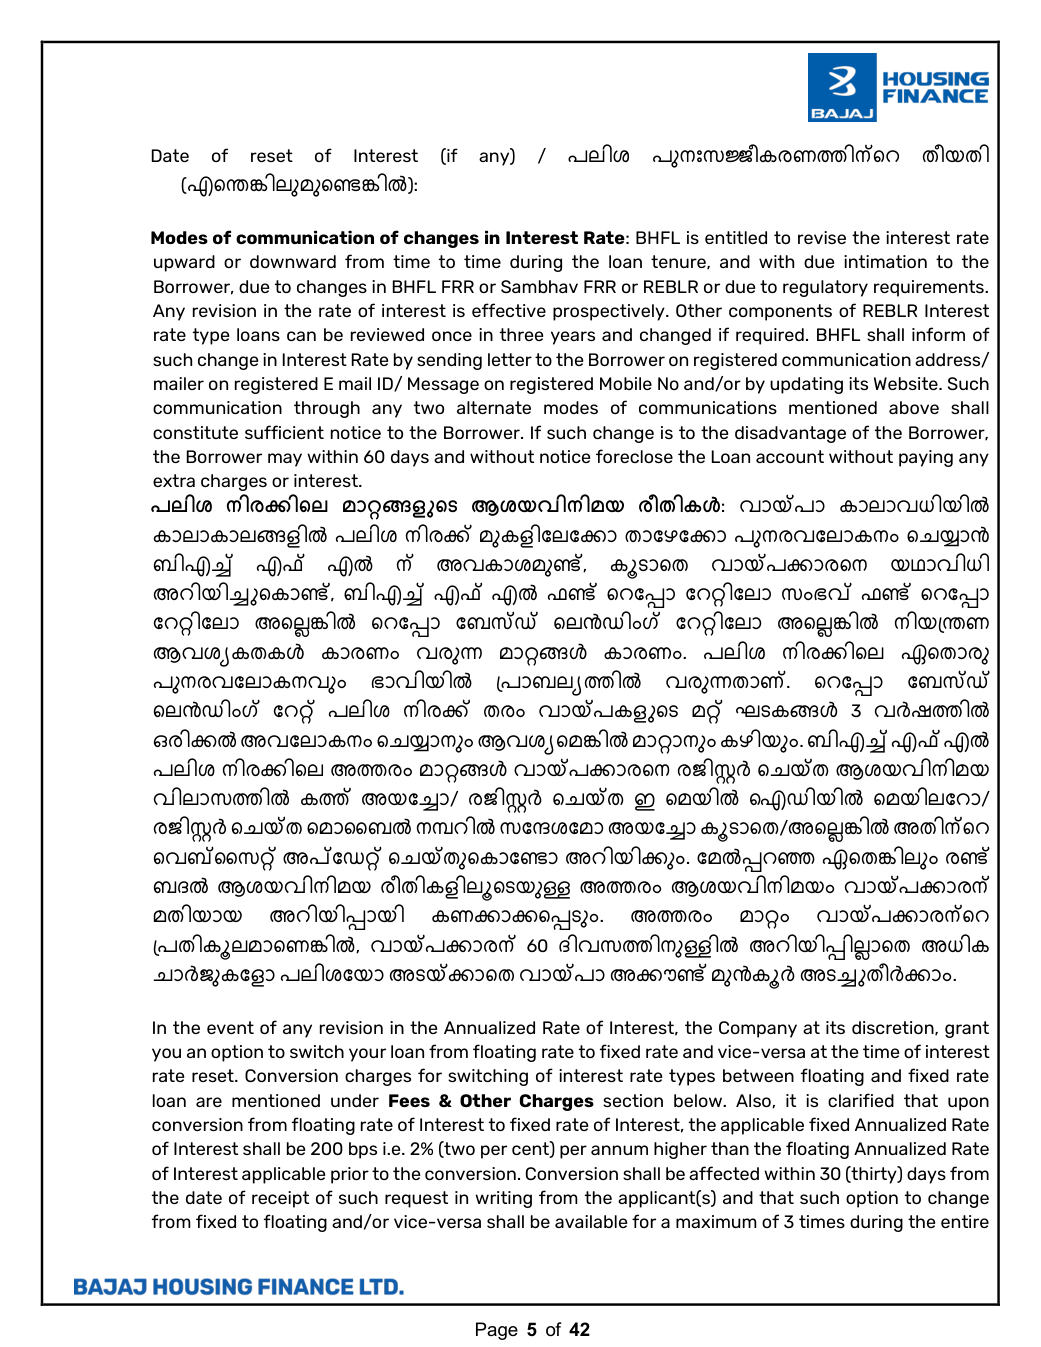 HOUSING
FINANCE
BAJAJ
Date of reset of Interest (if any) / പലിശ പുനഃസജ്ജീകരണത്തിന്റെ തീയതി
(എന്തെങ്കിലുമുണ്ടെങ്കിൽ):
Modes of communication of changes in Interest Rate: BHFL is entitled to revise the interest rate
upward or downward from time to time during the loan tenure, and with due intimation to the
Borrower, due to changes in BHFL FRR or Sambhav FRR or REBLR or due to regulatory requirements.
Any revision in the rate of interest is effective prospectively. Other components of REBLR Interest
rate type loans can be reviewed once in three years and changed if required. BHFL shall inform of
such change in Interest Rate by sending letter to the Borrower on registered communication address/
mailer on registered E mail ID/ Message on registered Mobile No and/or by updating its Website. Such
communication through any two alternate modes of communications mentioned above shall
constitute sufficient notice to the Borrower. If such change is to the disadvantage of the Borrower,
the Borrower may within 60 days and without notice foreclose the Loan account without paying any
extra charges or interest.
പലിശ നിരക്കിലെ മാറ്റങ്ങളുടെ ആശയവിനിമയ രീതികൾ: വായ്പാ കാലാവധിയിൽ
കാലാകാലങ്ങളിൽ പലിശ നിരക്ക് മുകളിലേക്കോ താഴേക്കോ പുനരവലോകനം ചെയ്യാൻ
ബിഎച്ച് എഫ് എൽ ന് അവകാശമുണ്ട്, കൂടാതെ വായ്പക്കാരനെ യഥാവിധി
അറിയിച്ചുകൊണ്ട്, ബിഎച്ച് എഫ് എൽ ഫണ്ട് റെപ്പോ റേറ്റിലോ സംഭവ് ഫണ്ട് റെപ്പോ
റേറ്റിലോ അല്ലെങ്കിൽ റെപ്പോ ബേസ്ഡ് ലെൻഡിംഗ് റേറ്റിലോ അല്ലെങ്കിൽ നിയന്ത്രണ
ആവശ്യകതകൾ കാരണം വരുന്ന മാറ്റങ്ങൾ കാരണം. പലിശ നിരക്കിലെ ഏതൊരു
പുനരവലോകനവും ഭാവിയിൽ പ്രാബല്യത്തിൽ വരുന്നതാണ്. റെപ്പോ ബേസ്ഡ്
ലെൻഡിംഗ് റേറ്റ് പലിശ നിരക്ക് തരം വായ്പകളുടെ മറ്റ് ഘടകങ്ങൾ 3 വർഷത്തിൽ
ഒരിക്കൽ അവലോകനം ചെയ്യാനും ആവശ്യമെങ്കിൽ മാറ്റാനും കഴിയും. ബിഎച്ച് എഫ് എൽ
പലിശ നിരക്കിലെ അത്തരം മാറ്റങ്ങൾ വായ്പക്കാരനെ രജിസ്റ്റർ ചെയ്ത ആശയവിനിമയ
വിലാസത്തിൽ കത്ത് അയച്ചോ/ രജിസ്റ്റർ ചെയ്ത ഇ മെയിൽ ഐഡിയിൽ മെയിലറോ/
രജിസ്റ്റർ ചെയ്ത മൊബൈൽ നമ്പറിൽ സന്ദേശമോ അയച്ചോ കൂടാതെ/അല്ലെങ്കിൽ അതിന്റെ
വെബ്സൈറ്റ് അപ്ഡേറ്റ് ചെയ്തുകൊണ്ടോ അറിയിക്കും. മേൽപ്പറഞ്ഞ ഏതെങ്കിലും രണ്ട്
ബദൽ ആശയവിനിമയ രീതികളിലൂടെയുള്ള അത്തരം ആശയവിനിമയം വായ്പക്കാരന്
മതിയായ അറിയിപ്പായി കണക്കാക്കപ്പെടും. അത്തരം മാറ്റം വായ്പക്കാരന്റെ
പ്രതികൂലമാണെങ്കിൽ, വായ്പക്കാരന് 60 ദിവസത്തിനുള്ളിൽ അറിയിപ്പില്ലാതെ അധിക
ചാർജുകളോ പലിശയോ അടയ്ക്കാതെ വായ്പാ അക്കൗണ്ട് മുൻകൂർ അടച്ചുതീർക്കാം.
In the event of any revision in the Annualized Rate of Interest, the Company at its discretion, grant
you an option to switch your loan from floating rate to fixed rate and vice-versa at the time of interest
rate reset. Conversion charges for switching of interest rate types between floating and fixed rate
loan are mentioned under Fees & Other Charges section below. Also, it is clarified that upon
conversion from floating rate of Interest to fixed rate of Interest, the applicable fixed Annualized Rate
of Interest shall be 200 bps i.e. 2% (two per cent) per annum higher than the floating Annualized Rate
of Interest applicable prior to the conversion. Conversion shall be affected within 30 (thirty) days from
the date of receipt of such request in writing from the applicant(s) and that such option to change
from fixed to floating and/or vice-versa shall be available for a maximum of 3 times during the entire
BAJAJ HOUSING FINANCE LTD.
Page 5 of 42